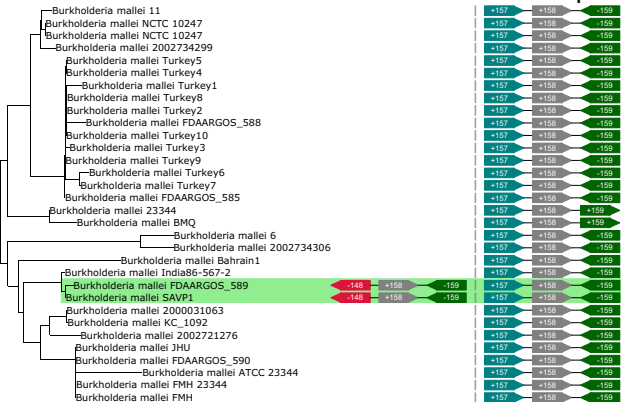 Burkholderia mallei 11 +157 +158 -159
Burkholderia mallei NCTC 10247 +157 +158 -159
Burkholderia mallei NCTC 10247 +157 +158 -159
Burkholderia mallei 2002734299 +157 +158 -159
Burkholderia mallei Turkey5 +157 +158 -159
Burkholderia mallei Turkey4 +157 +158 -159
Burkholderia mallei Turkey1 +157 +158 -159
Burkholderia mallei Turkey8 +157 +158 -159
Burkholderia mallei Turkey2 +157 +158 -159
Burkholderia mallei FDAARGOS_588 +157 +158 -159
Burkholderia mallei Turkey10 +157 +158 -159
Burkholderia mallei Turkey3 +157 +158 -159
Burkholderia mallei Turkey9 +157 +158 -159
Burkholderia mallei Turkey6 +157 +158 -159
Burkholderia mallei Turkey7 +157 +158 -159
Burkholderia mallei FDAARGOS_585 +157 +158 -159
Burkholderia mallei 23344 +157 +158 +159
Burkholderia mallei BMQ +157 +158 +159
Burkholderia mallei 6 +157 +158 -159
Burkholderia mallei 2002734306 +157 +158 -159
Burkholderia mallei Bahrain1 +157 +158 -159
Burkholderia mallei India86-567-2 +157 +158 -159
Burkholderia mallei FDAARGOS_589 -148 +158 -159 +157 +158 -159
Burkholderia mallei SAVP1 -148 +158 -159 +157 +158 -159
Burkholderia mallei 2000031063 +157 +158 -159
Burkholderia mallei KC_1092 +157 +158 -159
Burkholderia mallei 2002721276 +157 +158 -159
Burkholderia mallei JHU +157 +158 -159
Burkholderia mallei FDAARGOS_590 +157 +158 -159
Burkholderia mallei ATCC 23344 +157 +158 -159
Burkholderia mallei FMH 23344 +157 +158 -159
Burkholderia mallei FMH +157 +158 -159